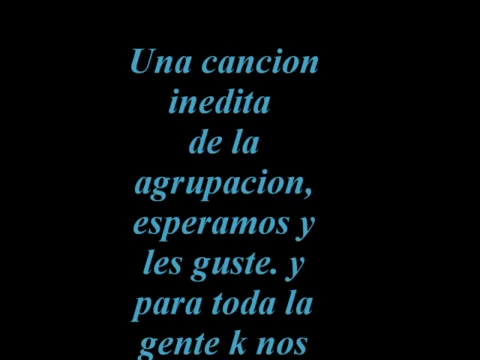 Una cancion
inedita
de la
agrupacion,
esperamos y
les guste. y
para toda la
gente k nos